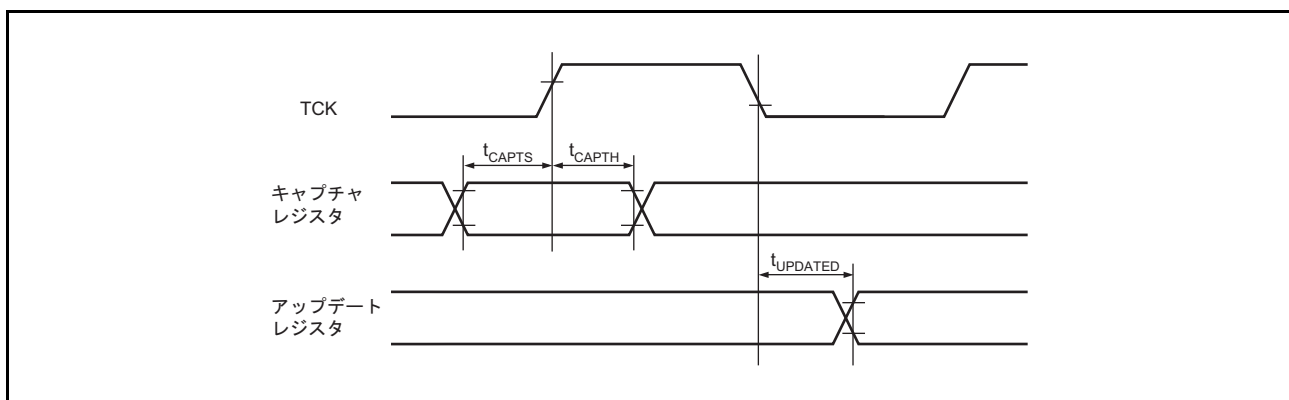 TCK
tCAPTS
tCAPTH
キャプチャ
レジスタ
tUPDATED
アップデート
レジスタ